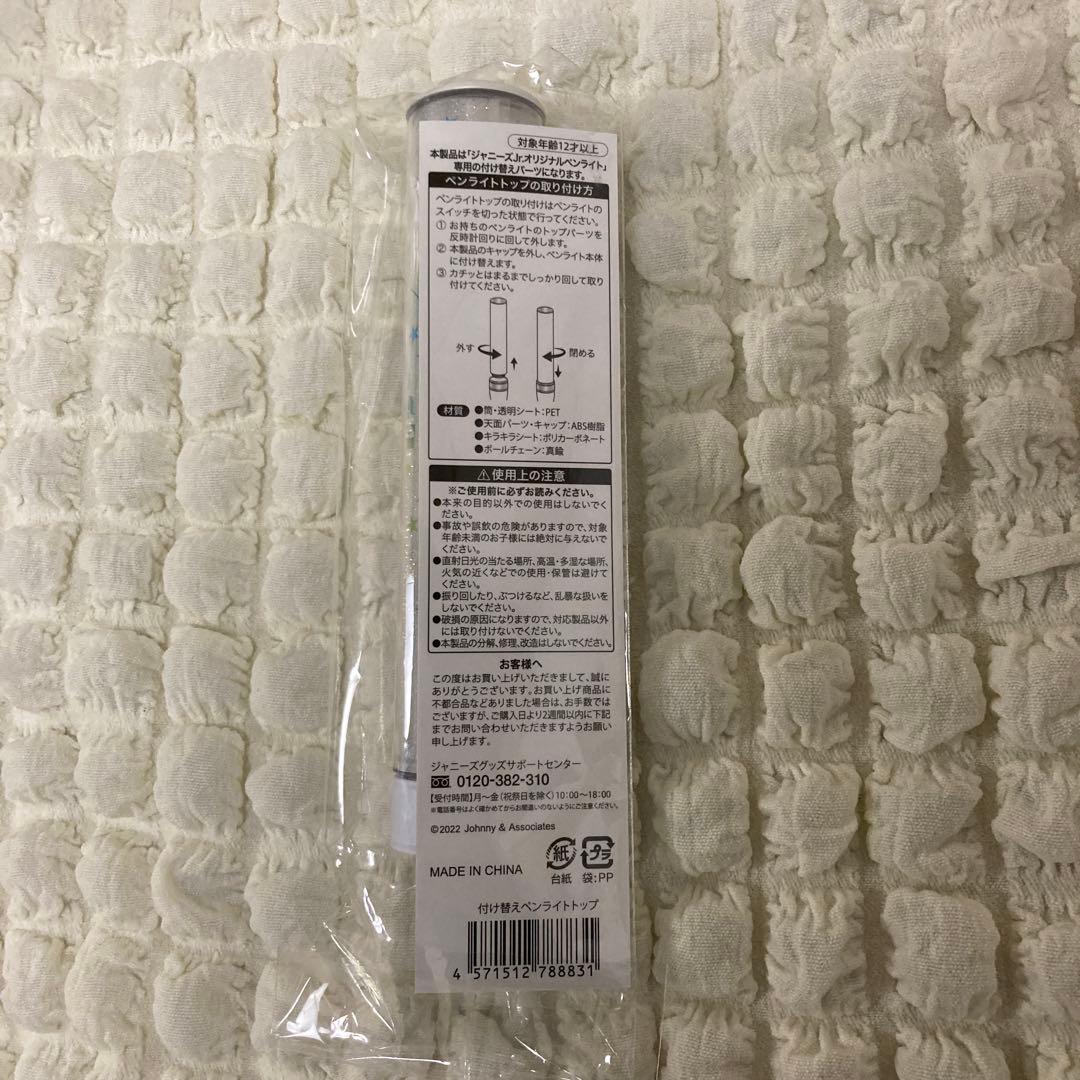 対象年齢12才以上
本製品は「ジャニーズJr.オリジナルペンライト」
専用の付け替えパーツになります。
ペンライトトップの取り付け方
ペンライトトップの取り付けはペンライトの
スイッチを切った状態で行ってください。
① お持ちのペンライトのトップパーツを
反時計回りに回して外します。
② 本製品のキャップを外し、ペンライト本体
に付け替えます。
③ カチッとはまるまでしっかり回して取り
付けてください。
外す
閉める
材質 ●筒・透明シート:PET
●天面パーツ・キャップ:ABS樹脂
●キラキラシート:ポリカーボネート
●ボールチェーン:真鍮
⚠使用上の注意
※ご使用前に必ずお読みください。
●本来の目的以外での使用はしないでく
ださい。
●事故や誤飲の危険がありますので、対象
年齢未満のお子様には絶対に与えないで
ください。
●直射日光の当たる場所、高温・多湿な場所、
火気の近くなどでの使用・保管は避けて
ください。
●振り回したり、ぶつけるなど、乱暴な扱いを
しないでください。
●破損の原因になりますので、対応製品以外
には取り付けないでください。
●本製品の分解、修理、改造はしないでください。
お客様へ
この度はお買い上げいただきまして、誠に
ありがとうございます。お買い上げ商品に
不都合品などありました場合は、お手数では
ございますが、ご購入日より2週間以内に下記
までお問い合わせいただきますようお願い
申し上げます。
ジャニーズグッズサポートセンター
0120-382-310
【受付時間】月〜金(祝祭日を除く)10:00〜18:00
※電話番号はよく確かめてからお間違いのないようにご注意ください。
©2022 Johnny & Associates
MADE IN CHINA
紙 プラ
台紙 袋:PP
付け替えペンライトトップ
4 571512 788831